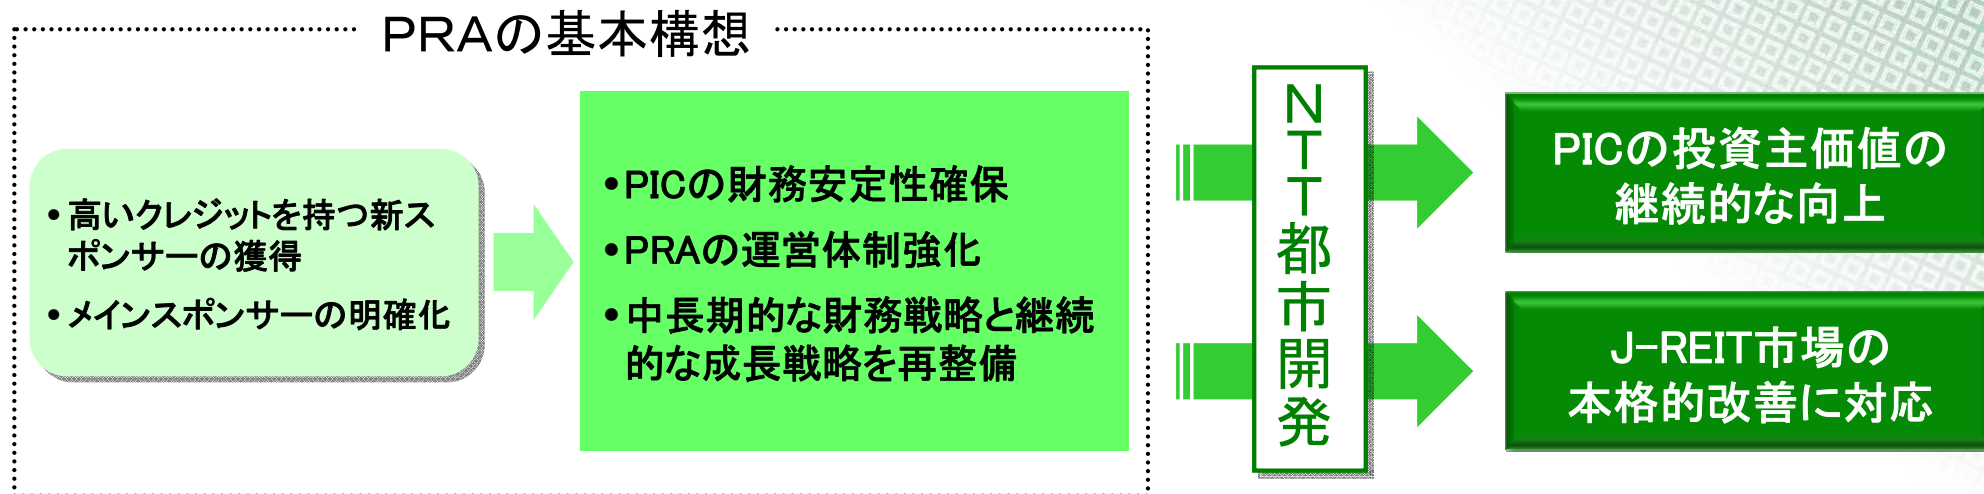 PRAの基本構想
•高いクレジットを持つ新ス
ポンサーの獲得
•メインスポンサーの明確化
•PICの財務安定性確保
•PRAの運営体制強化
•中長期的な財務戦略と継続
的な成長戦略を再整備
NTT都市開発
PICの投資主価値の
継続的な向上
J-REIT市場の
本格的改善に対応